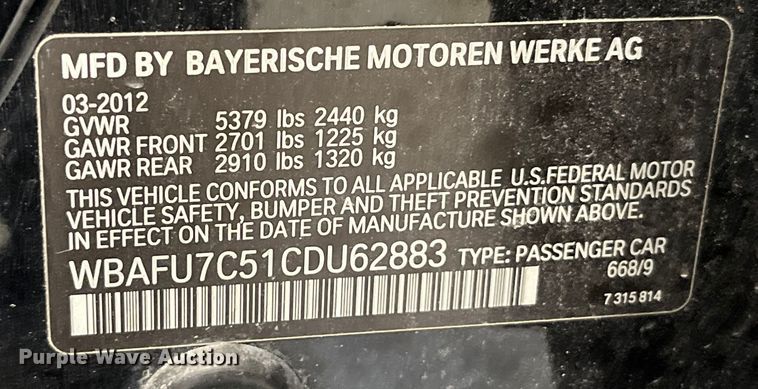 MFD BY BAYERISCHE MOTOREN WERKE AG
03-2012
GVWR 5379 lbs 2440 kg
GAWR FRONT 2701 lbs 1225 kg
GAWR REAR 2910 lbs 1320 kg
THIS VEHICLE CONFORMS TO ALL APPLICABLE U.S.FEDERAL MOTOR
VEHICLE SAFETY, BUMPER AND THEFT PREVENTION STANDARDS
IN EFFECT ON THE DATE OF MANUFACTURE SHOWN ABOVE.
WBAFU7C51CDU62883 TYPE: PASSENGER CAR
668/9
7 315 814
Purple Wave Auction